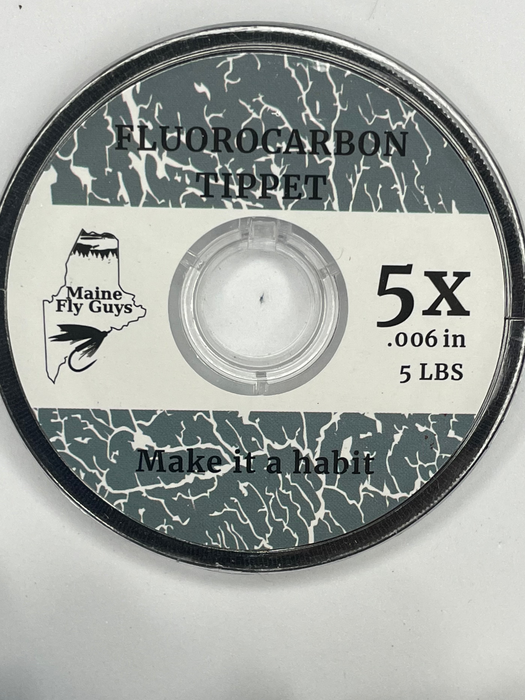 FLUOROCARBON
TIPPET
Maine
Fly Guys
5X
.006 in
5 LBS
Make it a habit